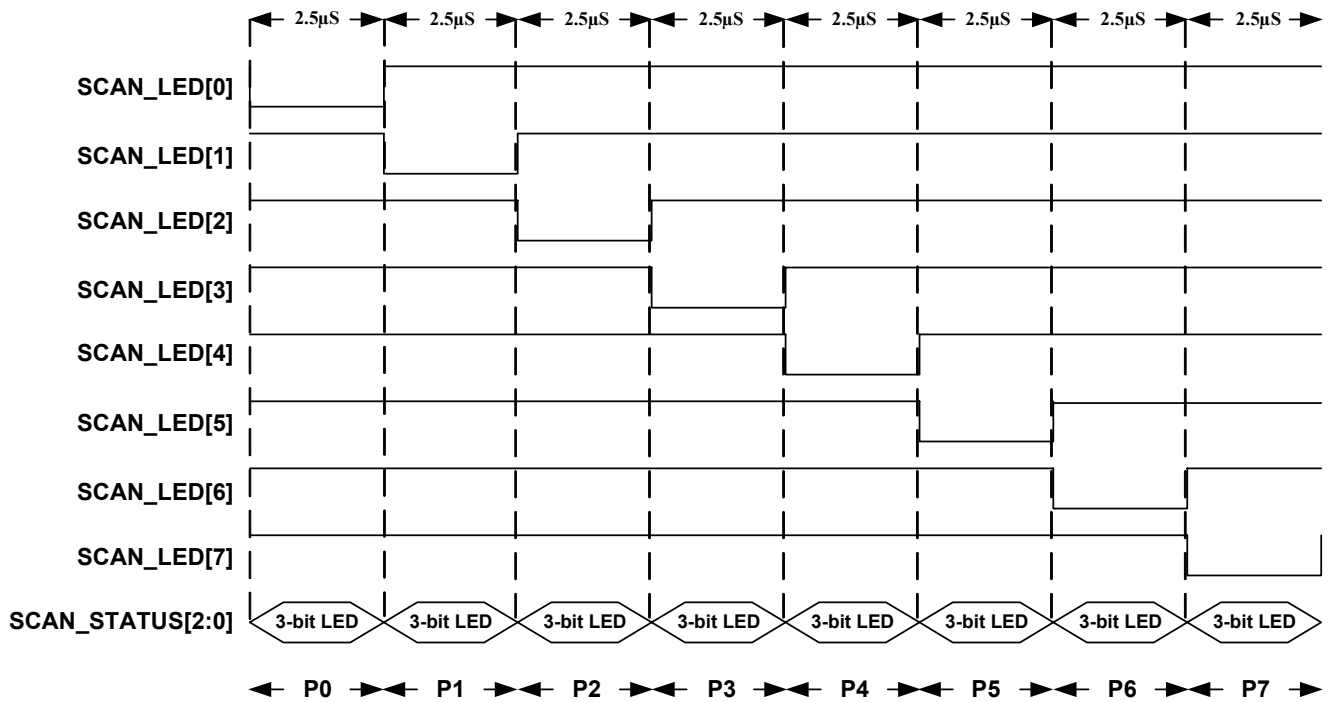 2.5µS 2.5µS 2.5µS 2.5µS 2.5µS 2.5µS 2.5µS 2.5µS
SCAN_LED[0]
SCAN_LED[1]
SCAN_LED[2]
SCAN_LED[3]
SCAN_LED[4]
SCAN_LED[5]
SCAN_LED[6]
SCAN_LED[7]
SCAN_STATUS[2:0] 3-bit LED 3-bit LED 3-bit LED 3-bit LED 3-bit LED 3-bit LED 3-bit LED 3-bit LED
P0 P1 P2 P3 P4 P5 P6 P7